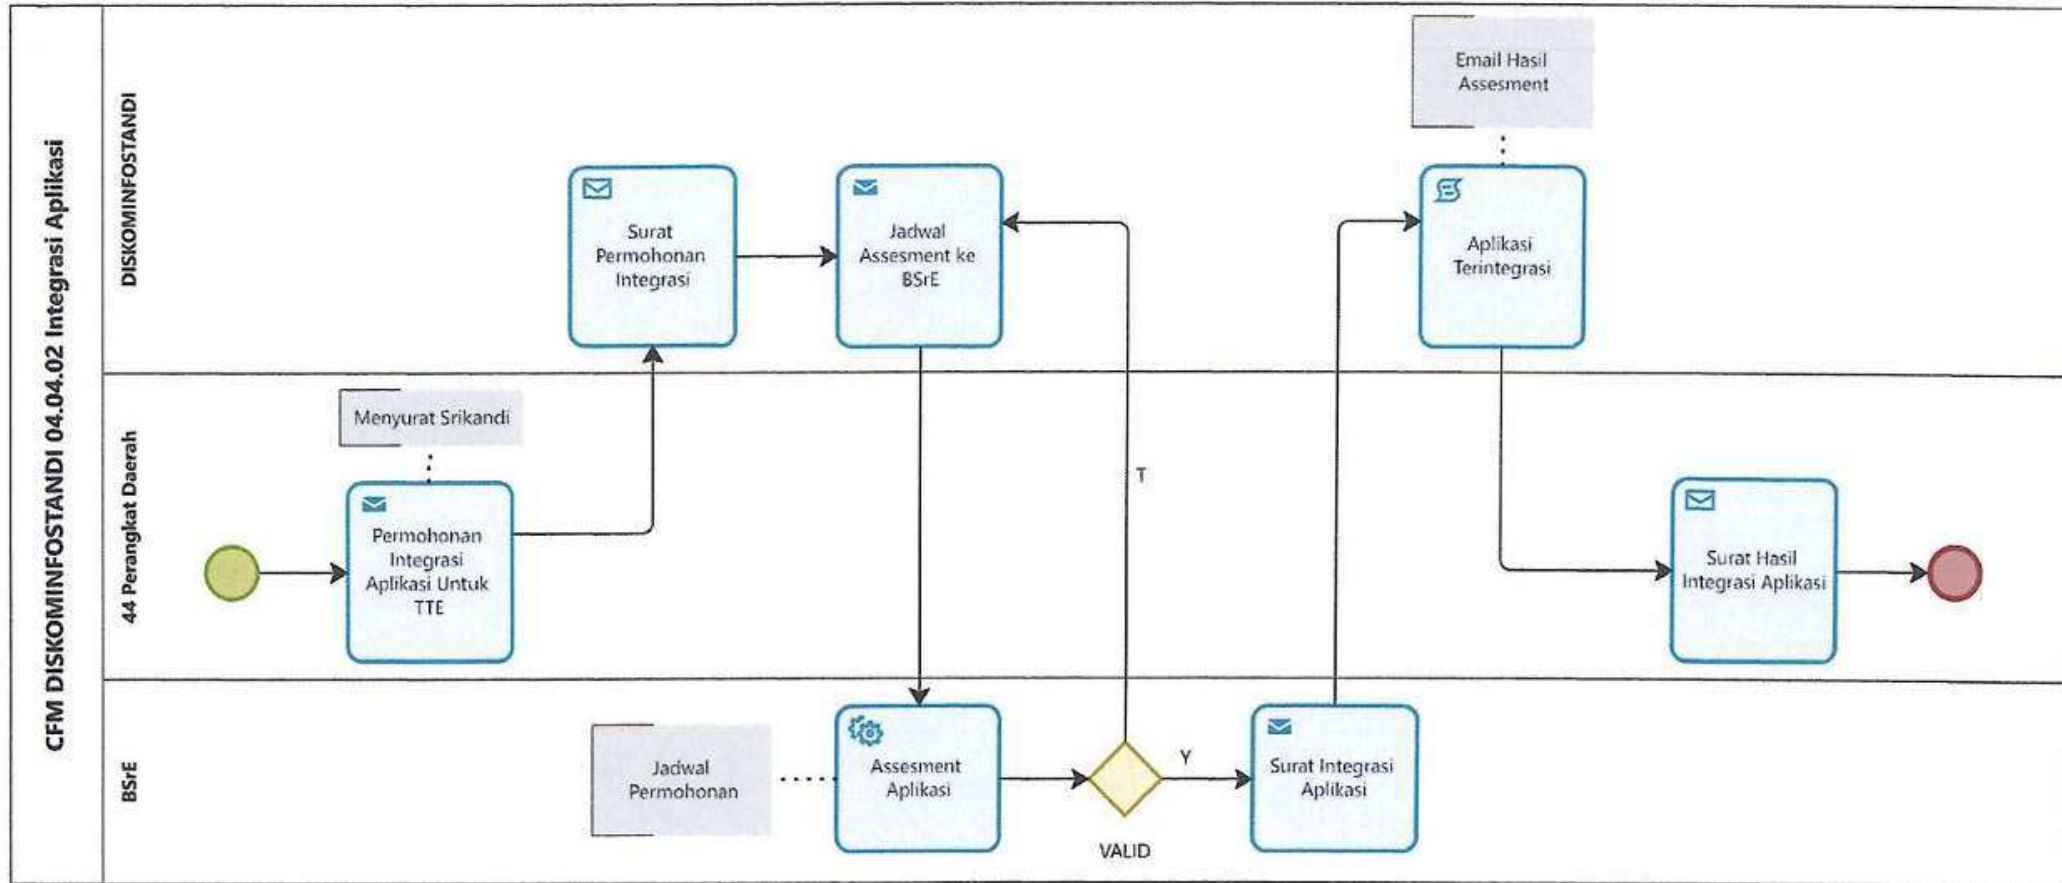 CFM DISKOMINFOSTANDI 04.04.02 Integrasi Aplikasi
DISKOMINFOSTANDI
Surat
Permohonan
Integrasi
Jadwal
Assesment ke
BSrE
Email Hasil
Assesment
Aplikasi
Terintegrasi
44 Perangkat Daerah
Menyurat Srikandi
Permohonan
Integrasi
Aplikasi Untuk
TTE
T
Surat Hasil
Integrasi Aplikasi
BSrE
Jadwal
Permohonan
Assesment
Aplikasi
VALID
Y
Surat Integrasi
Aplikasi